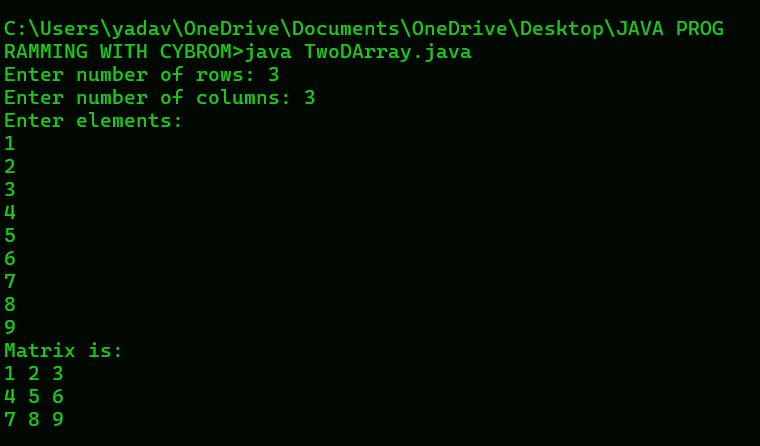 C:\Users\yadav\OneDrive\Documents\OneDrive\Desktop\JAVA PROG
RAMMING WITH CYBROM>java TwoDArray.java
Enter number of rows: 3
Enter number of columns: 3
Enter elements:
1
2
3
4
5
6
7
8
9
Matrix is:
1 2 3
4 5 6
7 8 9